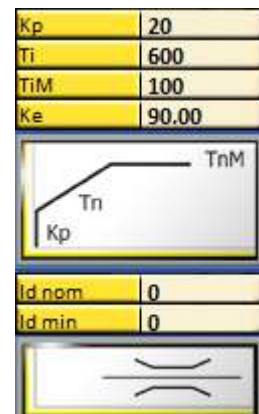 Kp 20
Ti 600
TiM 100
Ke 90.00
TnM
Tn
Kp
Id nom 0
Id min 0